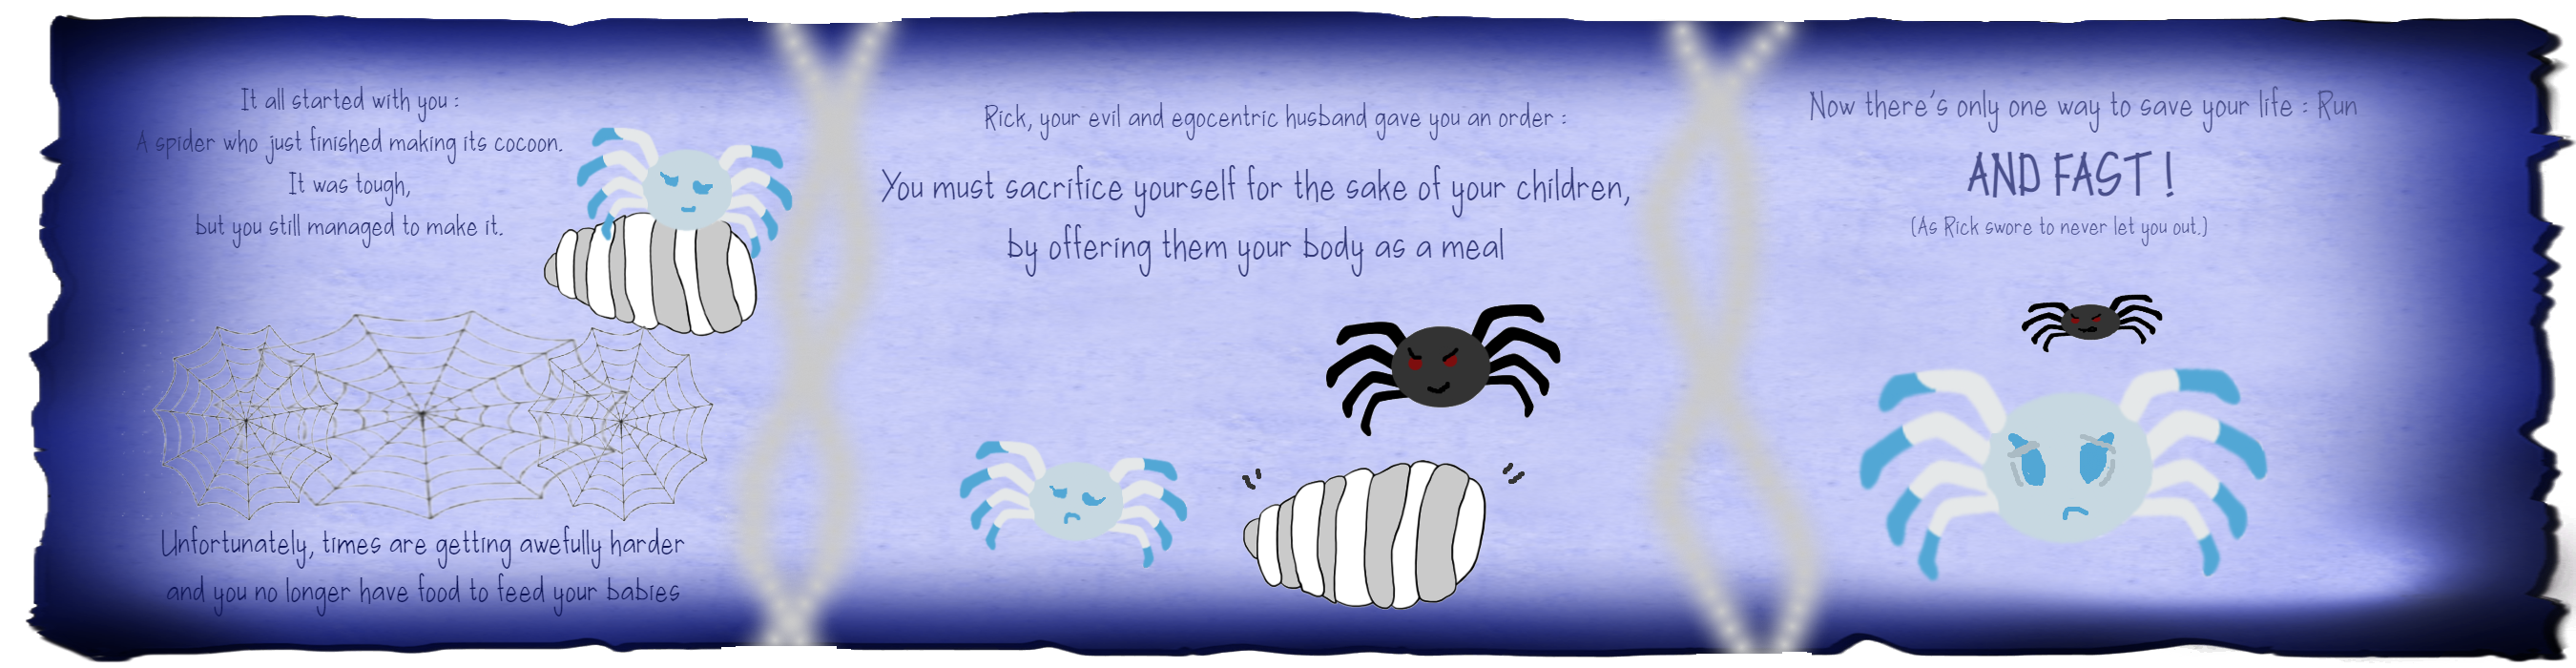 It all started with you :
A spider who just finished making its cocoon.
It was tough,
but you still managed to make it.
Unfortunately, times are getting awefully harder
and you no longer have food to feed your babies
Rick, your evil and egocentric husband gave you an order :
You must sacrifice yourself for the sake of your children,
by offering them your body as a meal
Now there's only one way to save your life : Run
AND FAST !
(As Rick swore to never let you out.)